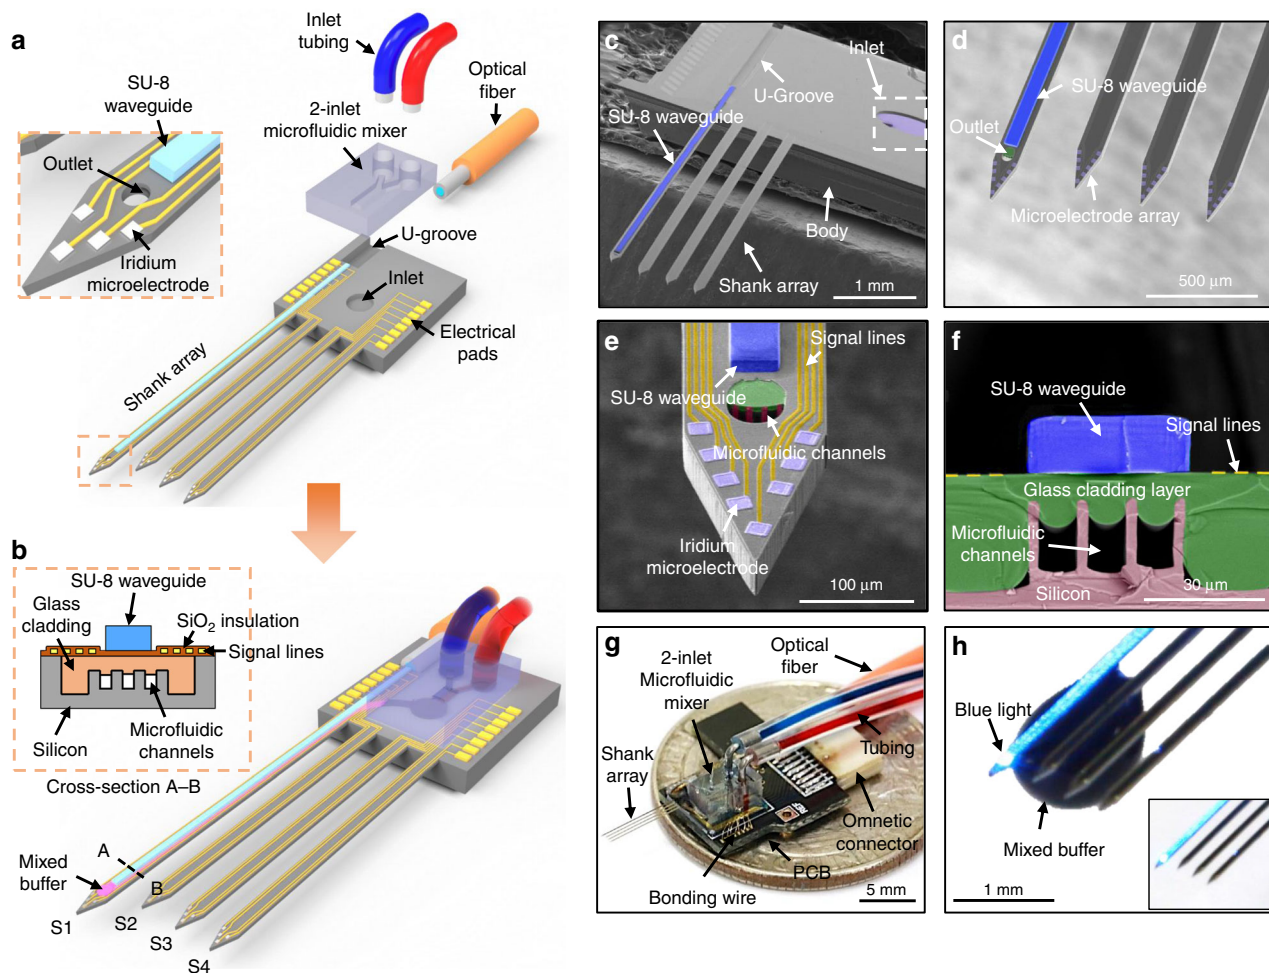 a
Inlet
tubing
SU-8
waveguide
2-inlet
microfluidic mixer
Optical
fiber
Outlet
Iridium
microelectrode
U-groove
Inlet
Electrical
pads
Shank array
b
SU-8 waveguide
Glass
cladding
SiO₂ insulation
Signal lines
Silicon
Microfluidic
channels
Cross-section A–B
A
Mixed
buffer
B
S1
S2
S3
S4
c
Inlet
U-Groove
SU-8 waveguide
Body
Shank array
1 mm
d
SU-8 waveguide
Outlet
Microelectrode array
500 μm
e
Signal lines
SU-8 waveguide
Microfluidic channels
Iridium
microelectrode
100 μm
f
SU-8 waveguide
Signal lines
Glass cladding layer
Microfluidic
channels
Silicon
30 μm
g
2-inlet
Microfluidic
mixer
Optical
fiber
Shank
array
Tubing
Omnetic
connector
PCB
Bonding wire
5 mm
h
Blue light
Mixed buffer
1 mm